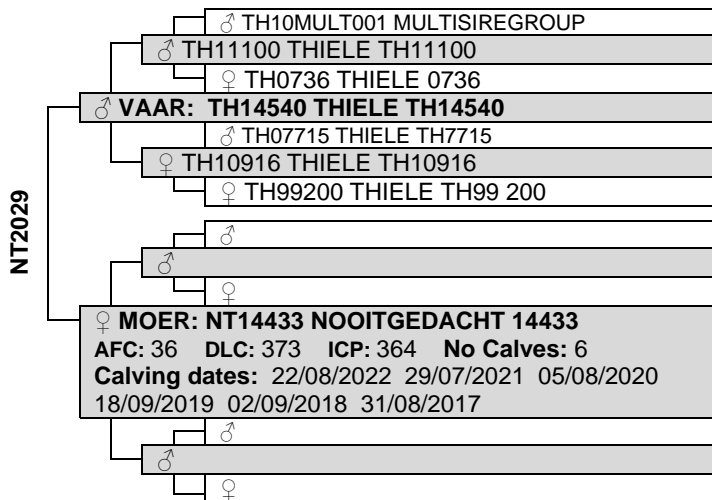 ♂ TH10MULT001 MULTISIREGROUP
♂ TH11100 THIELE TH11100
♀ TH0736 THIELE 0736
♂ VAAR: TH14540 THIELE TH14540
♂ TH07715 THIELE TH7715
♀ TH10916 THIELE TH10916
♀ TH99200 THIELE TH99 200
NT2029
♂
♂
♀
♀ MOER: NT14433 NOOITGEDACHT 14433
AFC: 36 DLC: 373 ICP: 364 No Calves: 6
Calving dates: 22/08/2022 29/07/2021 05/08/2020
18/09/2019 02/09/2018 31/08/2017
♂
♂
♀